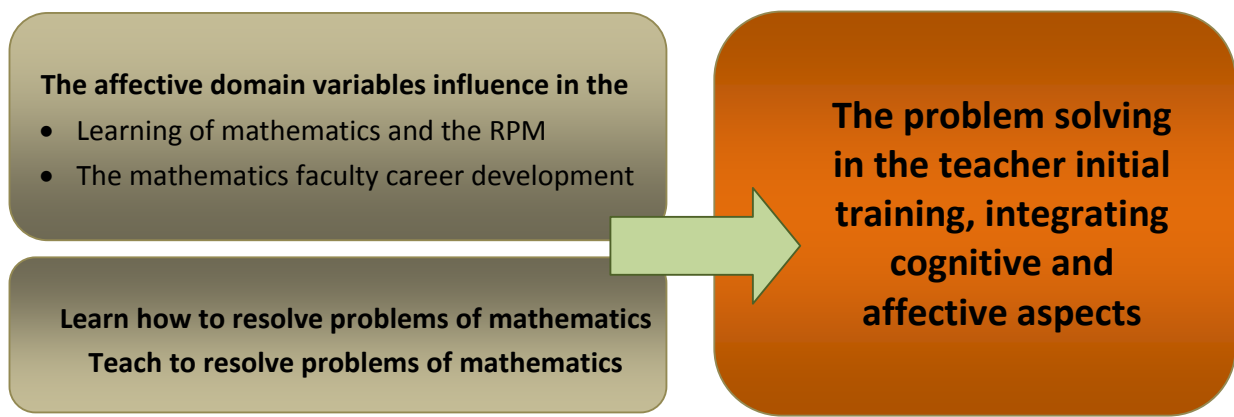 The affective domain variables influence in the
• Learning of mathematics and the RPM
• The mathematics faculty career development
Learn how to resolve problems of mathematics
Teach to resolve problems of mathematics
The problem solving
in the teacher initial
training, integrating
cognitive and
affective aspects